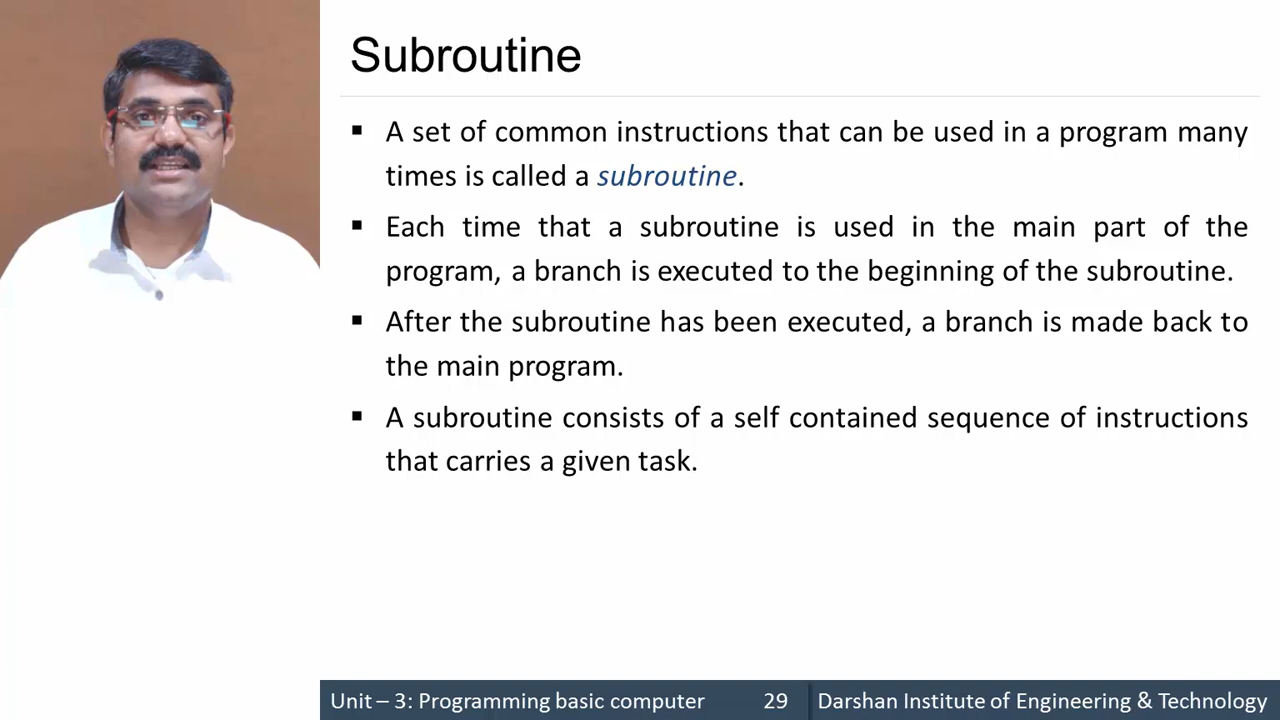 Subroutine
▪ A set of common instructions that can be used in a program many
times is called a subroutine.
▪ Each time that a subroutine is used in the main part of the
program, a branch is executed to the beginning of the subroutine.
▪ After the subroutine has been executed, a branch is made back to
the main program.
▪ A subroutine consists of a self contained sequence of instructions
that carries a given task.
Unit – 3: Programming basic computer 29 Darshan Institute of Engineering & Technology